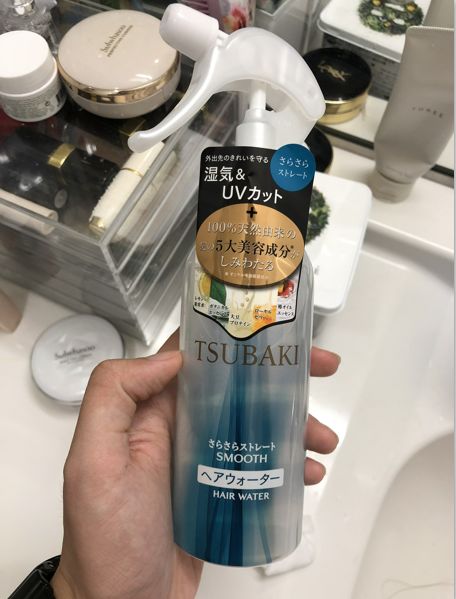 さらさら
ストレート
外出先のきれいを守る
湿気&
UVカット
+
100%天然由来の
5大美容成分
しみわたる
TSUBAKI
さらさらストレート
SMOOTH
ヘアウォーター
HAIR WATER
THREE